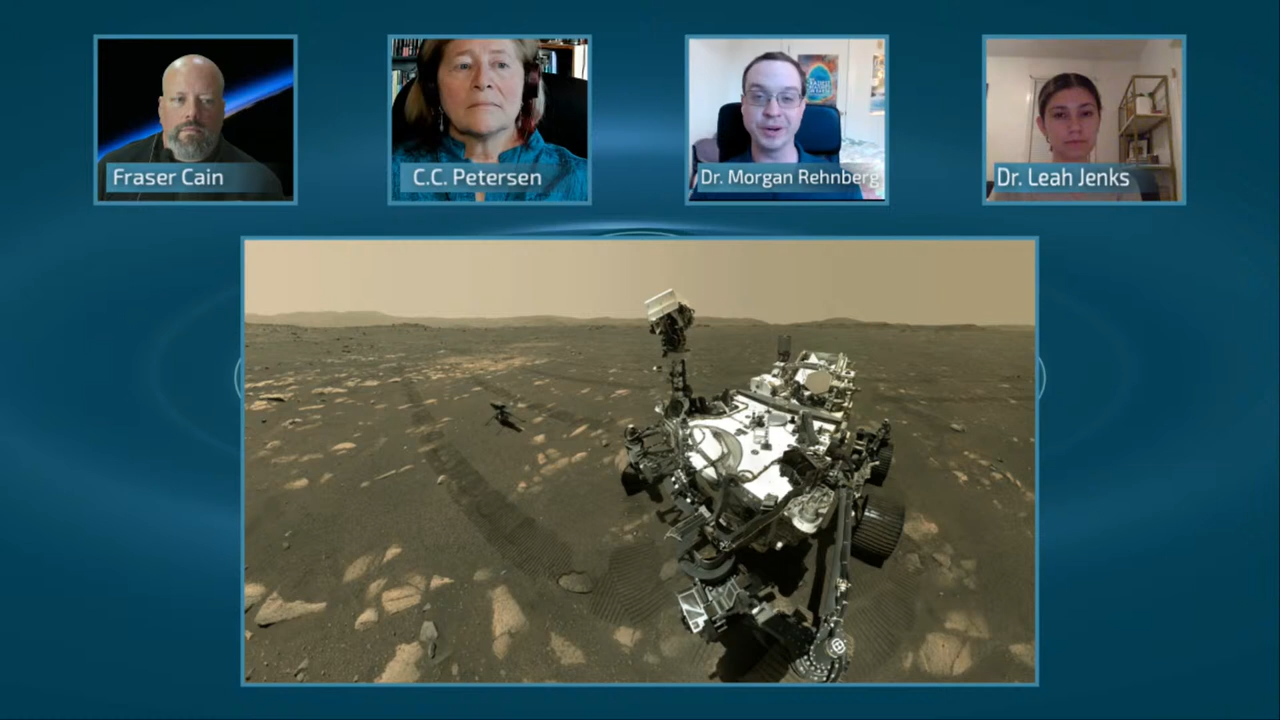 Fraser Cain
C.C. Petersen
Dr. Morgan Rehnberg
Dr. Leah Jenks